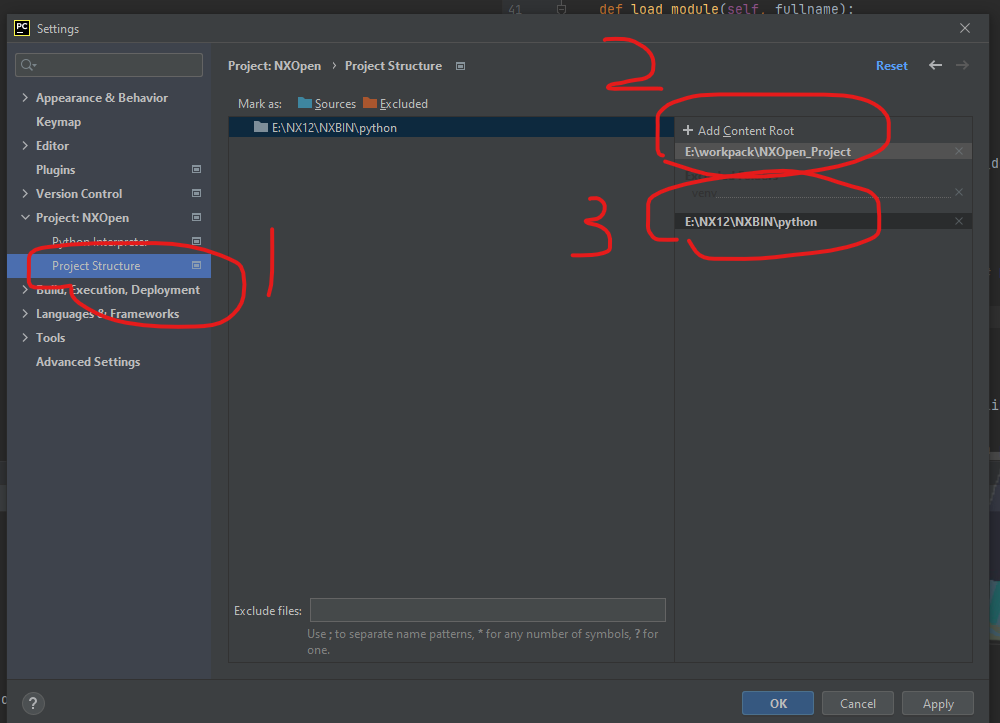 41 def load_module(self, fullname):
PC Settings
2
Project: NXOpen › Project Structure
Reset
Mark as: Sources Excluded
Appearance & Behavior
Keymap
Editor
Plugins
Version Control
Project: NXOpen
Python Interpreter
Project Structure
Build, Execution, Deployment
Languages & Frameworks
Tools
Advanced Settings
1
E:\NX12\NXBIN\python
+ Add Content Root
E:\workpack\NXOpen_Project
venv
3
E:\NX12\NXBIN\python
Exclude files:
Use ; to separate name patterns, * for any number of symbols, ? for
one.
?
OK Cancel Apply